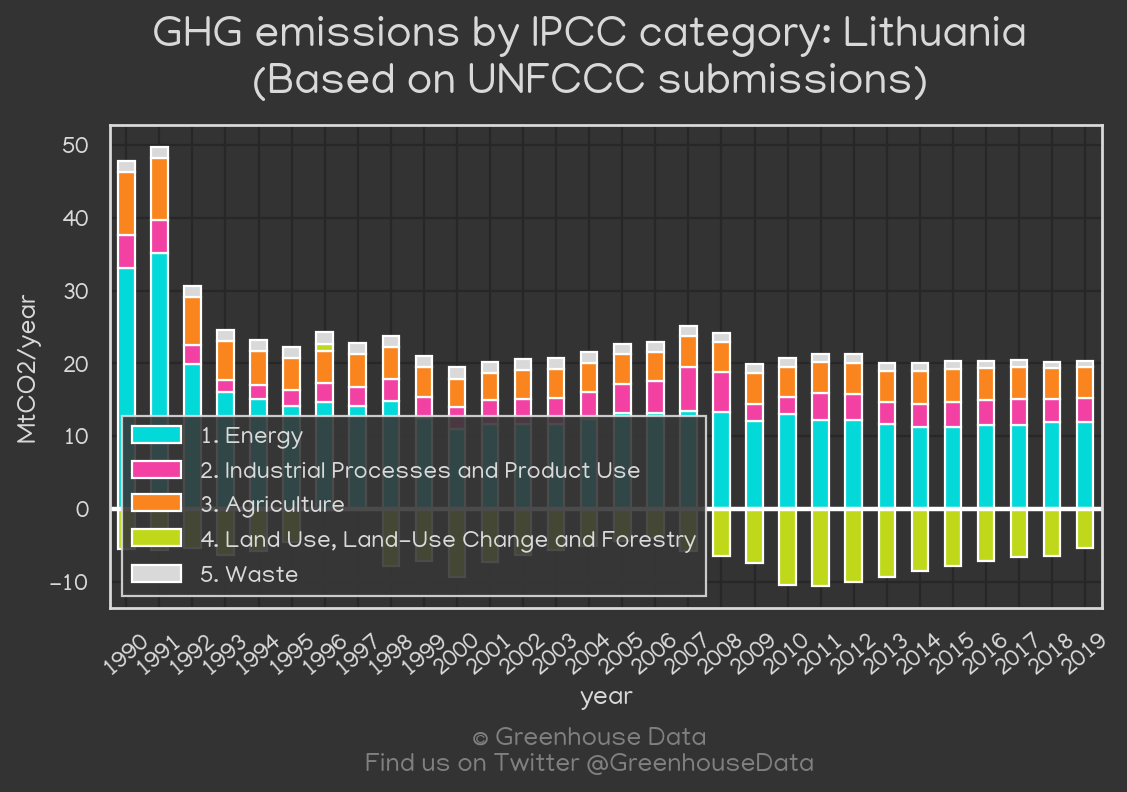 GHG emissions by IPCC category: Lithuania
(Based on UNFCCC submissions)
MtCO2/year
50
40
30
20
10
0
−10
1. Energy
2. Industrial Processes and Product Use
3. Agriculture
4. Land Use, Land-Use Change and Forestry
5. Waste
1990 1991 1992 1993 1994 1995 1996 1997 1998 1999 2000 2001 2002 2003 2004 2005 2006 2007 2008 2009 2010 2011 2012 2013 2014 2015 2016 2017 2018 2019
year
© Greenhouse Data
Find us on Twitter @GreenhouseData